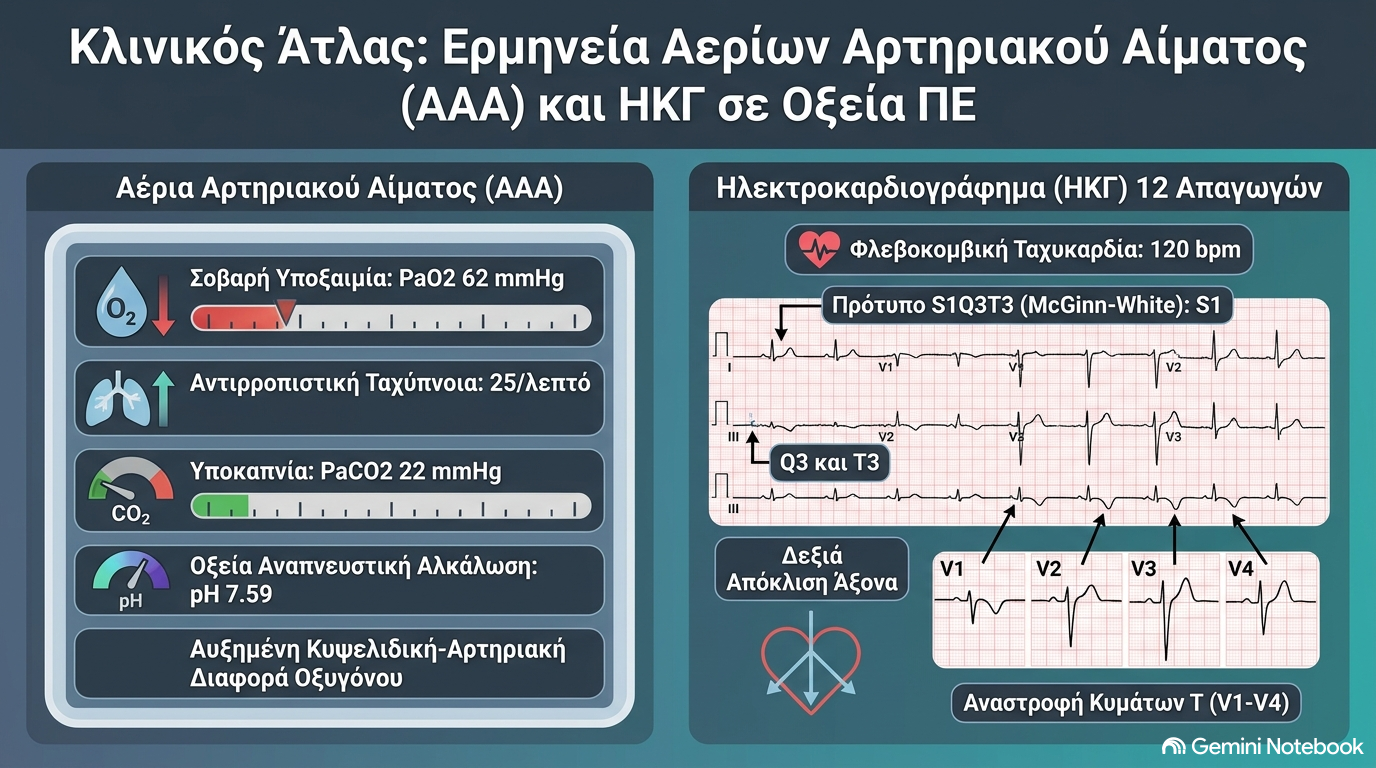 Κλινικός Άτλας: Ερμηνεία Αερίων Αρτηριακού Αίματος
(ΑΑΑ) και ΗΚΓ σε Οξεία ΠΕ
Αέρια Αρτηριακού Αίματος (ΑΑΑ)
O2
Σοβαρή Υποξαιμία: PaO2 62 mmHg
Αντιρροπιστική Ταχύπνοια: 25/λεπτό
CO2
Υποκαπνία: PaCO2 22 mmHg
pH
Οξεία Αναπνευστική Αλκάλωση:
pH 7.59
Αυξημένη Κυψελιδική-Αρτηριακή
Διαφορά Οξυγόνου
Ηλεκτροκαρδιογράφημα (ΗΚΓ) 12 Απαγωγών
Φλεβοκομβική Ταχυκαρδία: 120 bpm
Πρότυπο S1Q3T3 (McGinn-White): S1
I V1 V1 V2
III V2 V3 V3
Q3 και T3
III
Δεξιά
Απόκλιση Άξονα
V1 V2 V3 V4
Αναστροφή Κυμάτων Τ (V1-V4)
Gemini Notebook